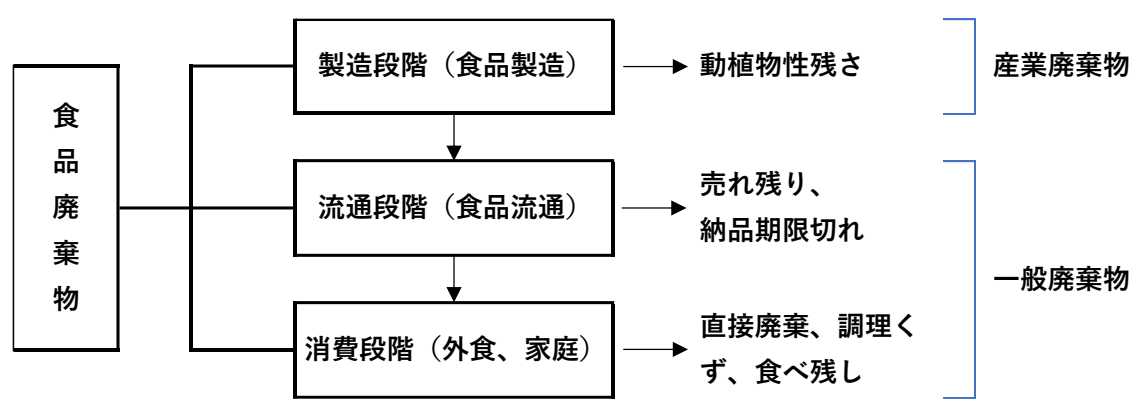 食品廃棄物
製造段階（食品製造）
動植物性残さ
産業廃棄物
流通段階（食品流通）
売れ残り、
納品期限切れ
一般廃棄物
消費段階（外食、家庭）
直接廃棄、調理く
ず、食べ残し